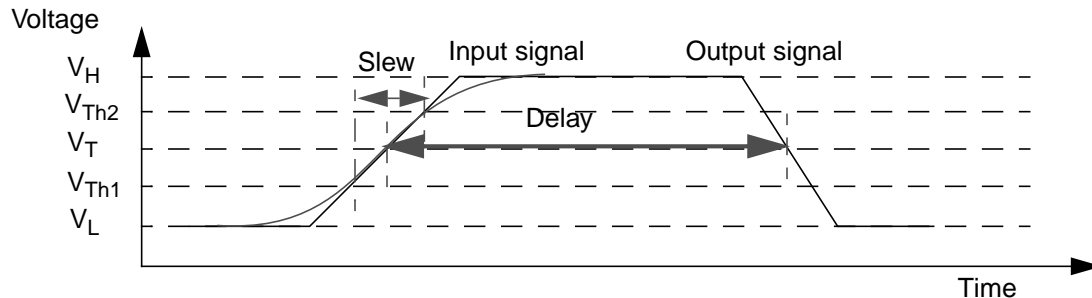 Voltage
Input signal
Output signal
Slew
V_H
V_Th2
Delay
V_T
V_Th1
V_L
Time